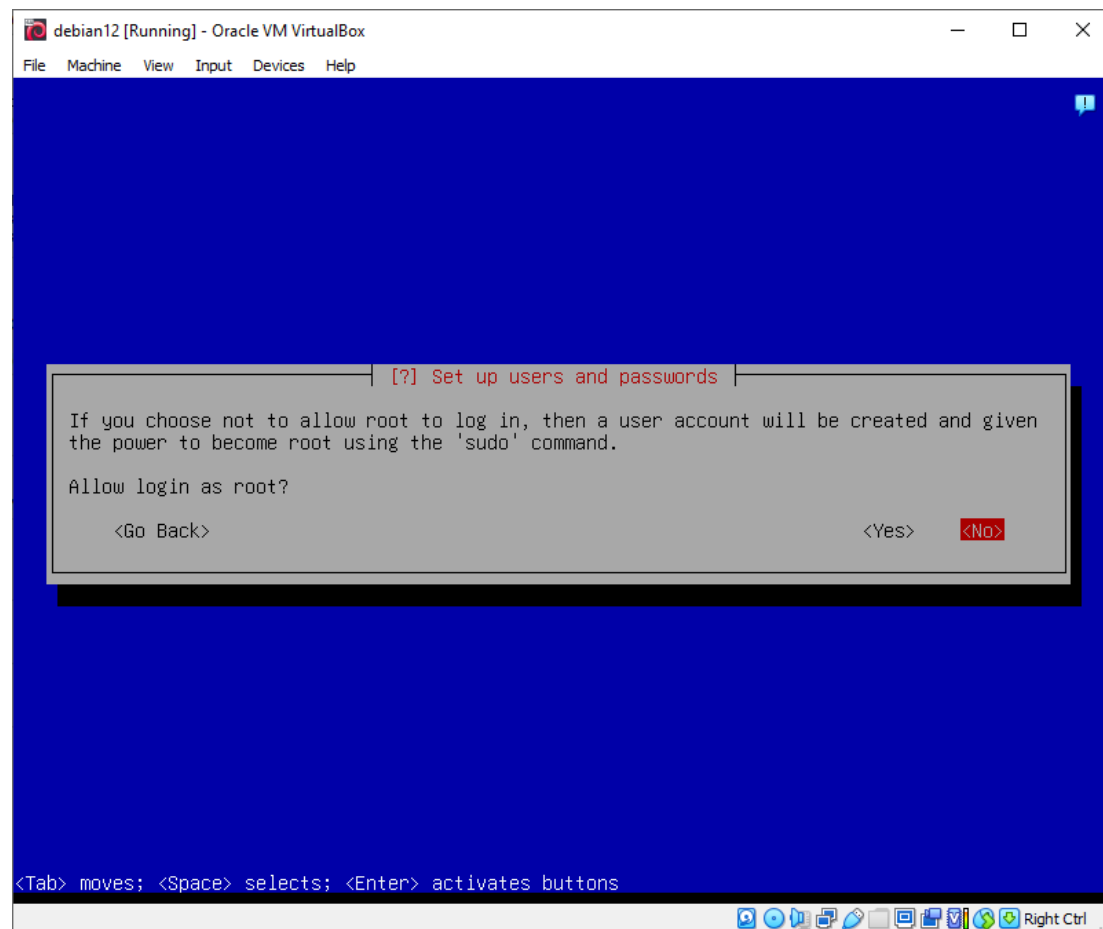 debian12 [Running] - Oracle VM VirtualBox
File Machine View Input Devices Help
[?] Set up users and passwords
If you choose not to allow root to log in, then a user account will be created and given
the power to become root using the 'sudo' command.
Allow login as root?
<Go Back> <Yes> <No>
<Tab> moves; <Space> selects; <Enter> activates buttons
Right Ctrl